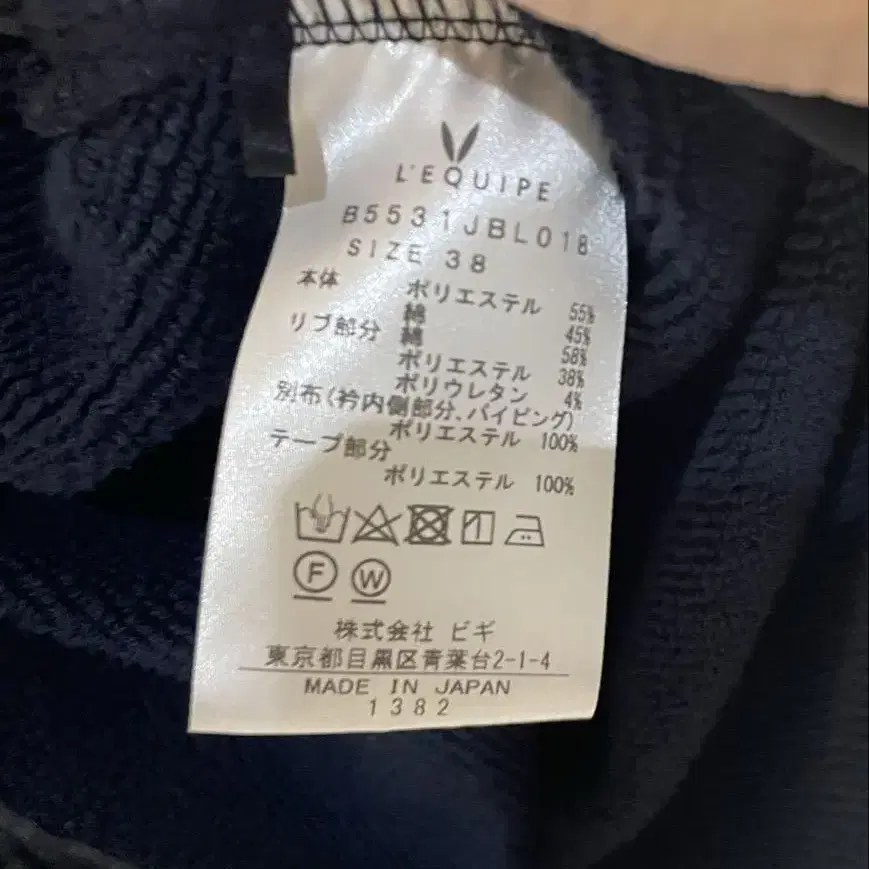 L'EQUIPE
B5531JBL018
SIZE 38
本体 ポリエステル 55%
綿 45%
リブ部分 綿 58%
ポリエステル 38%
ポリウレタン 4%
別布(衿内側部分、パイピング)
ポリエステル 100%
テープ部分
ポリエステル 100%
F W
株式会社 ビギ
東京都目黒区青葉台2-1-4
MADE IN JAPAN
1382